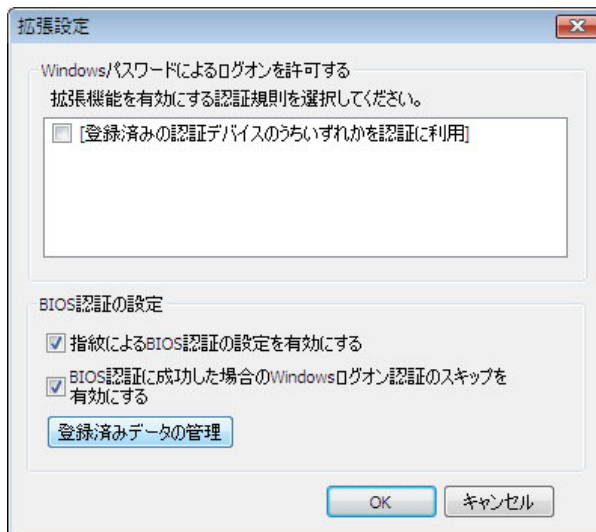 拡張設定
Windowsパスワードによるログオンを許可する
拡張機能を有効にする認証規則を選択してください。
[登録済みの認証デバイスのうちいずれかを認証に利用]
BIOS認証の設定
指紋によるBIOS認証の設定を有効にする
BIOS認証に成功した場合のWindowsログオン認証のスキップを
有効にする
登録済みデータの管理
OK
キャンセル